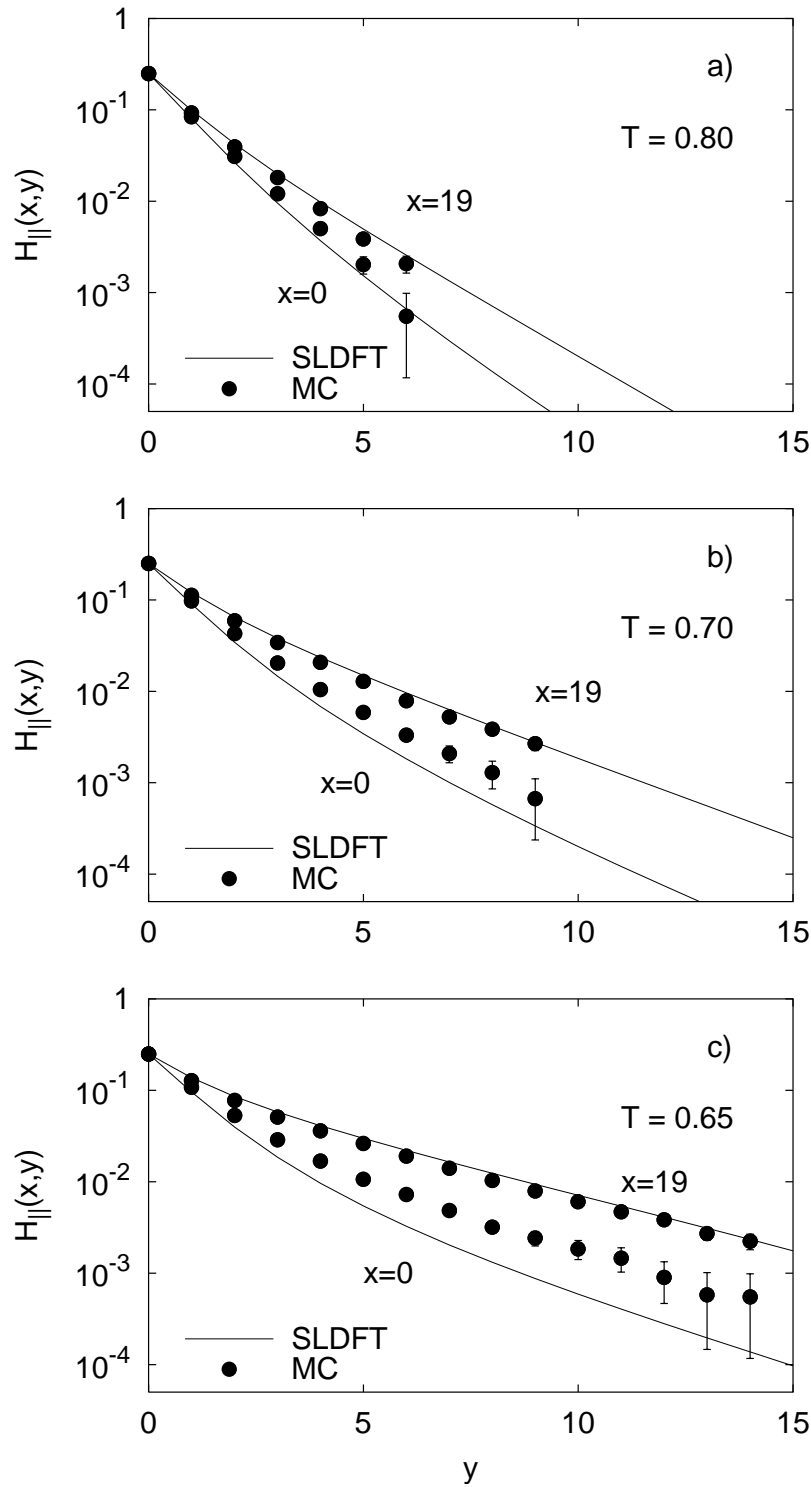 1
a)
10^-1
T = 0.80
10^-2
x=19
H_||(x,y)
10^-3
x=0
SLDFT
10^-4
MC
0 5 10 15
1
b)
10^-1
T = 0.70
10^-2
x=19
H_||(x,y)
10^-3
x=0
SLDFT
10^-4
MC
0 5 10 15
1
c)
10^-1
T = 0.65
10^-2
x=19
H_||(x,y)
10^-3
x=0
SLDFT
10^-4
MC
0 5 10 15
y